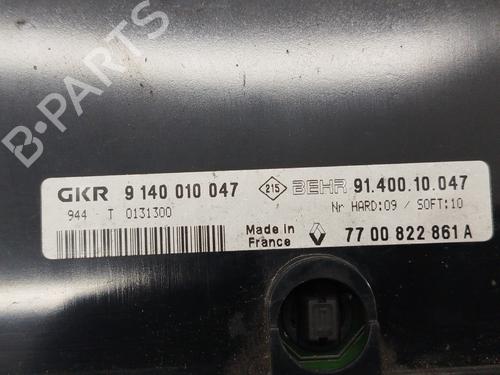 B-PARTS
GKR 9 140 010 047 215 BEHR 91.400.10.047
944 T 0131300 Nr HARD:09 / SOFT:10
Made in France 77 00 822 861 A